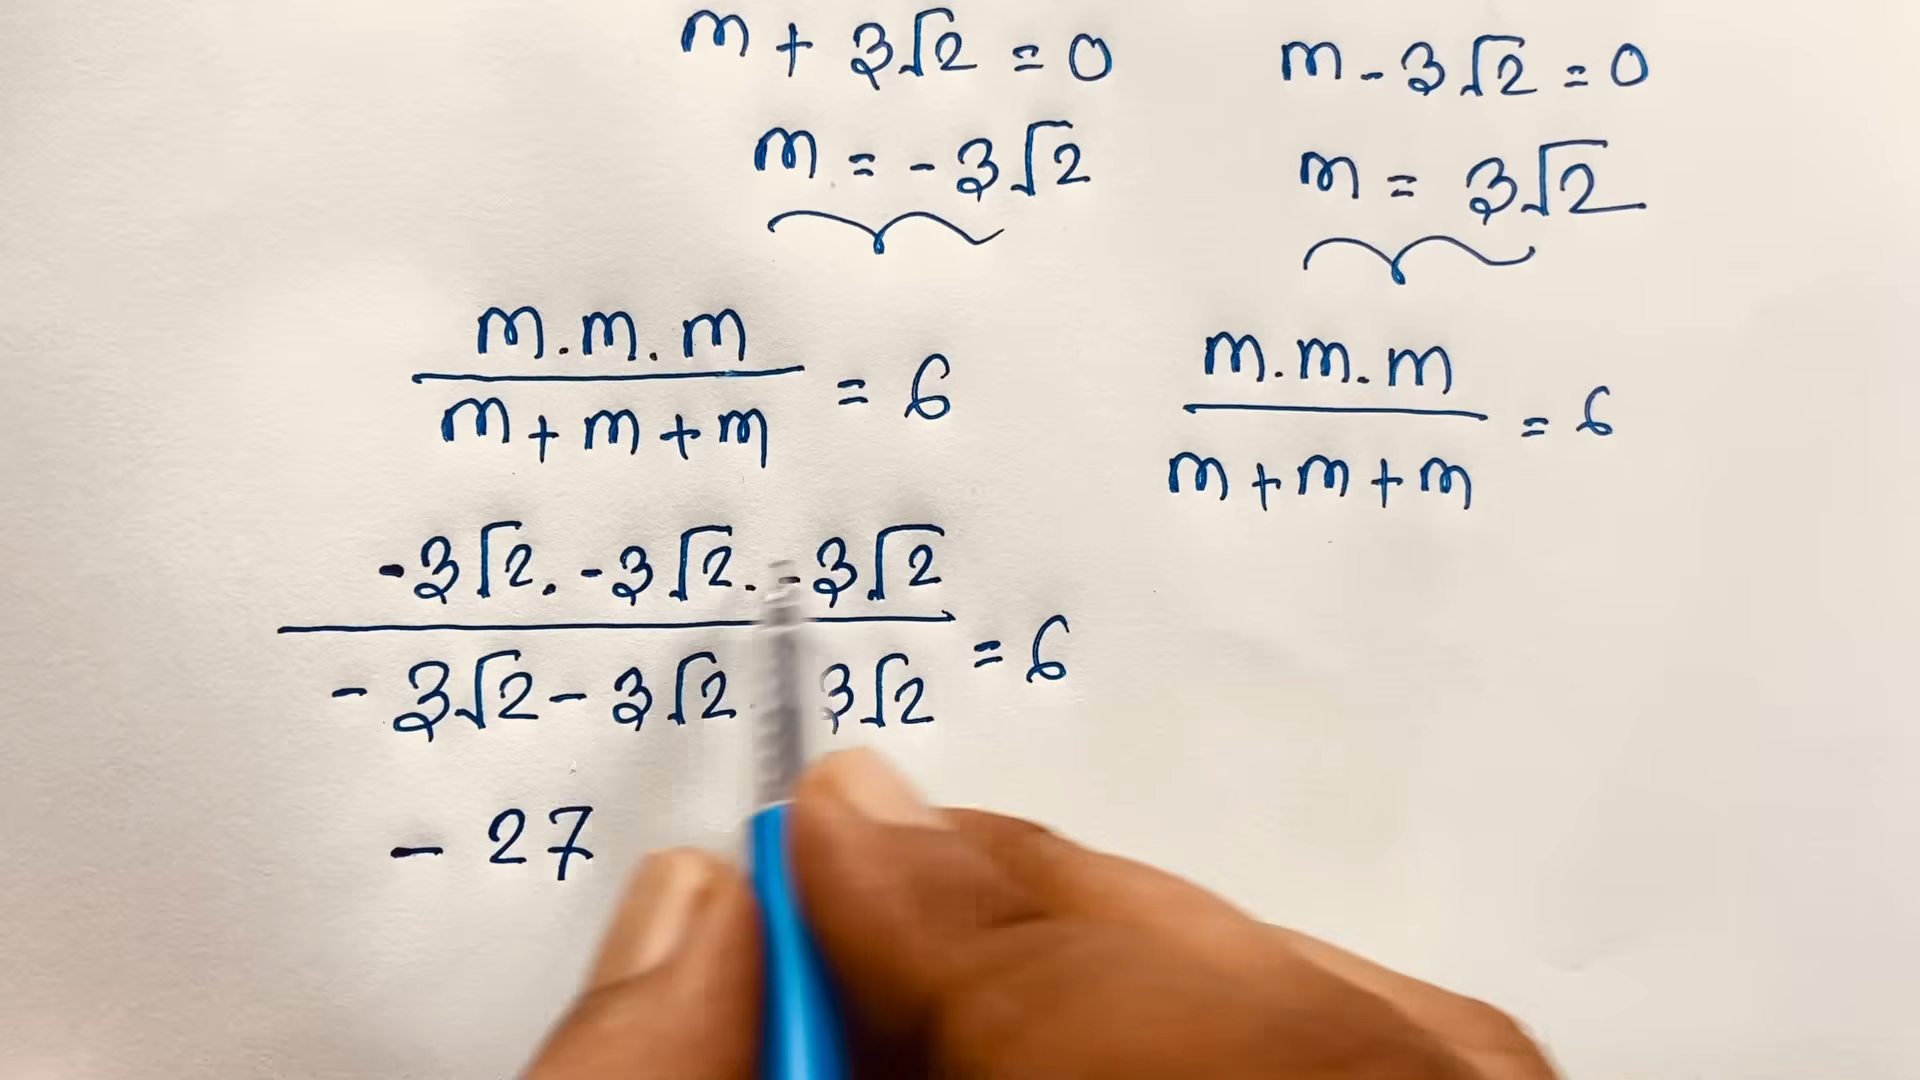 m + 3√2 = 0
m = -3√2
m - 3√2 = 0
m = 3√2
m.m.m
m+m+m = 6
m.m.m
m+m+m = 6
-3√2. -3√2. -3√2
- 3√2 - 3√2 3√2 = 6
- 27